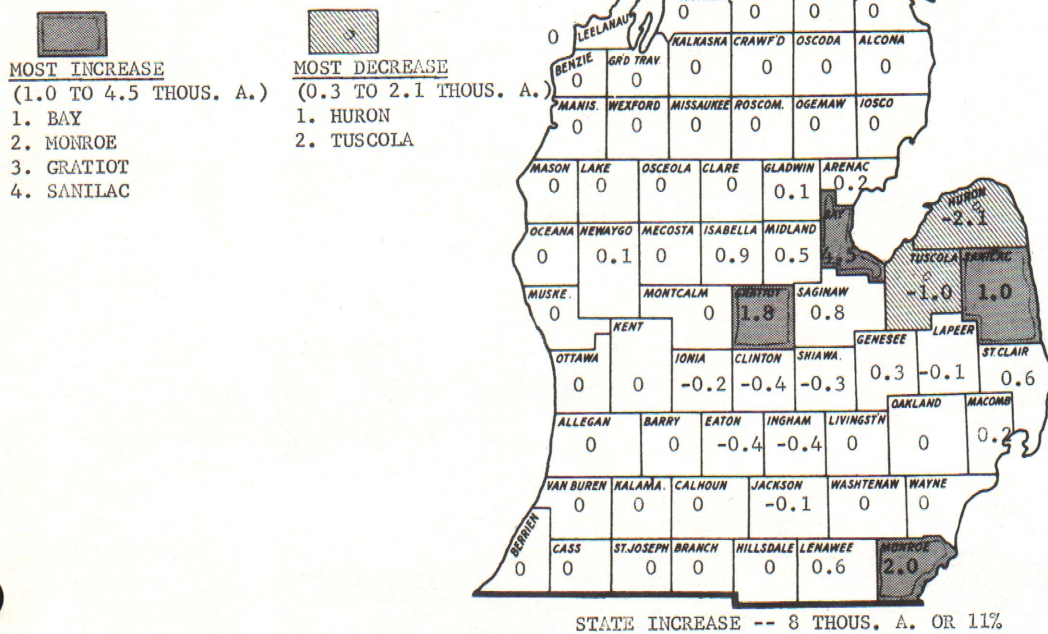 MOST INCREASE
(1.0 TO 4.5 THOUS. A.)
1. BAY
2. MONROE
3. GRATIOT
4. SANILAC
MOST DECREASE
(0.3 TO 2.1 THOUS. A.)
1. HURON
2. TUSCOLA
0 0 0 0
LEELANAU
0
KALKASKA CRAWF'D OSCODA ALCONA
0 0 0 0
BENZIE GR'D TRAV.
0 0
MANIS. WEXFORD MISSAUKEE ROSCOM. OGEMAW IOSCO
0 0 0 0 0 0
MASON LAKE OSCEOLA CLARE GLADWIN ARENAC
0 0 0 0 0.1 0.2
HURON
-2.1
BAY
4.5
OCEANA NEWAYGO MECOSTA ISABELLA MIDLAND
0 0.1 0 0.9 0.5
TUSCOLA SANILAC
-1.0 1.0
MUSKE. MONTCALM GRATIOT SAGINAW
0 0 1.8 0.8
KENT
0
GENESEE LAPEER
0.3 -0.1
OTTAWA IONIA CLINTON SHIAWA. ST. CLAIR
0 -0.2 -0.4 -0.3 0.6
OAKLAND MACOMB
0 0.2
ALLEGAN BARRY EATON INGHAM LIVINGST'N
0 0 -0.4 -0.4
VAN BUREN KALAMA. CALHOUN JACKSON WASHTENAW WAYNE
0 0 0 -0.1 0 0
BERRIEN
0
CASS ST. JOSEPH BRANCH HILLSDALE LENAWEE MONROE
0 0 0 0 0.6 2.0
STATE INCREASE -- 8 THOUS. A. OR 11%